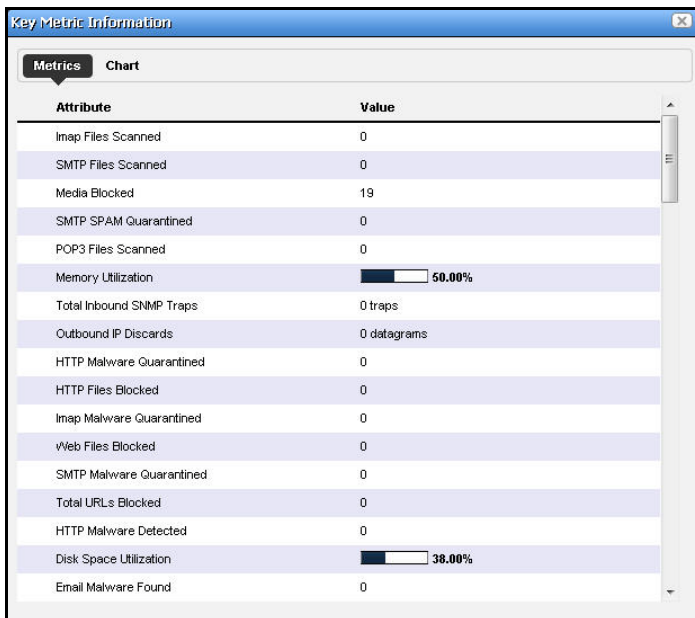 Key Metric Information
Metrics Chart
Attribute Value
Imap Files Scanned 0
SMTP Files Scanned 0
Media Blocked 19
SMTP SPAM Quarantined 0
POP3 Files Scanned 0
Memory Utilization 50.00%
Total Inbound SNMP Traps 0 traps
Outbound IP Discards 0 datagrams
HTTP Malware Quarantined 0
HTTP Files Blocked 0
Imap Malware Quarantined 0
Web Files Blocked 0
SMTP Malware Quarantined 0
Total URLs Blocked 0
HTTP Malware Detected 0
Disk Space Utilization 38.00%
Email Malware Found 0